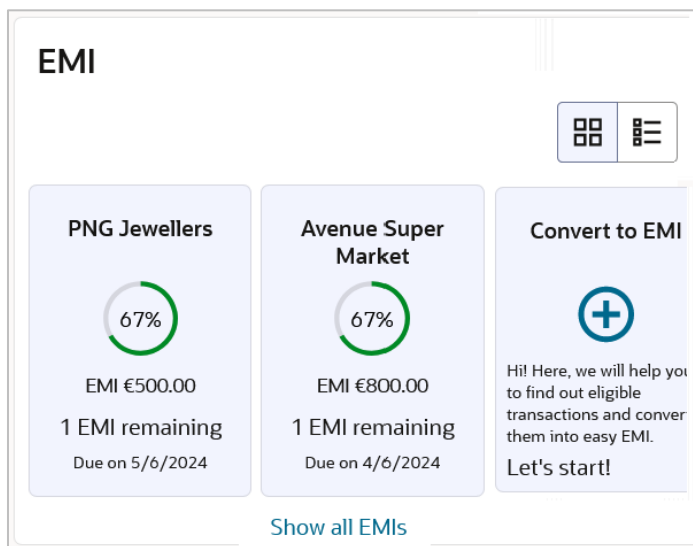 EMI
PNG Jewellers
67%
EMI €500.00
1 EMI remaining
Due on 5/6/2024
Avenue Super
Market
67%
EMI €800.00
1 EMI remaining
Due on 4/6/2024
Convert to EMI
Hi! Here, we will help you
to find out eligible
transactions and conver
them into easy EMI.
Let's start!
Show all EMIs